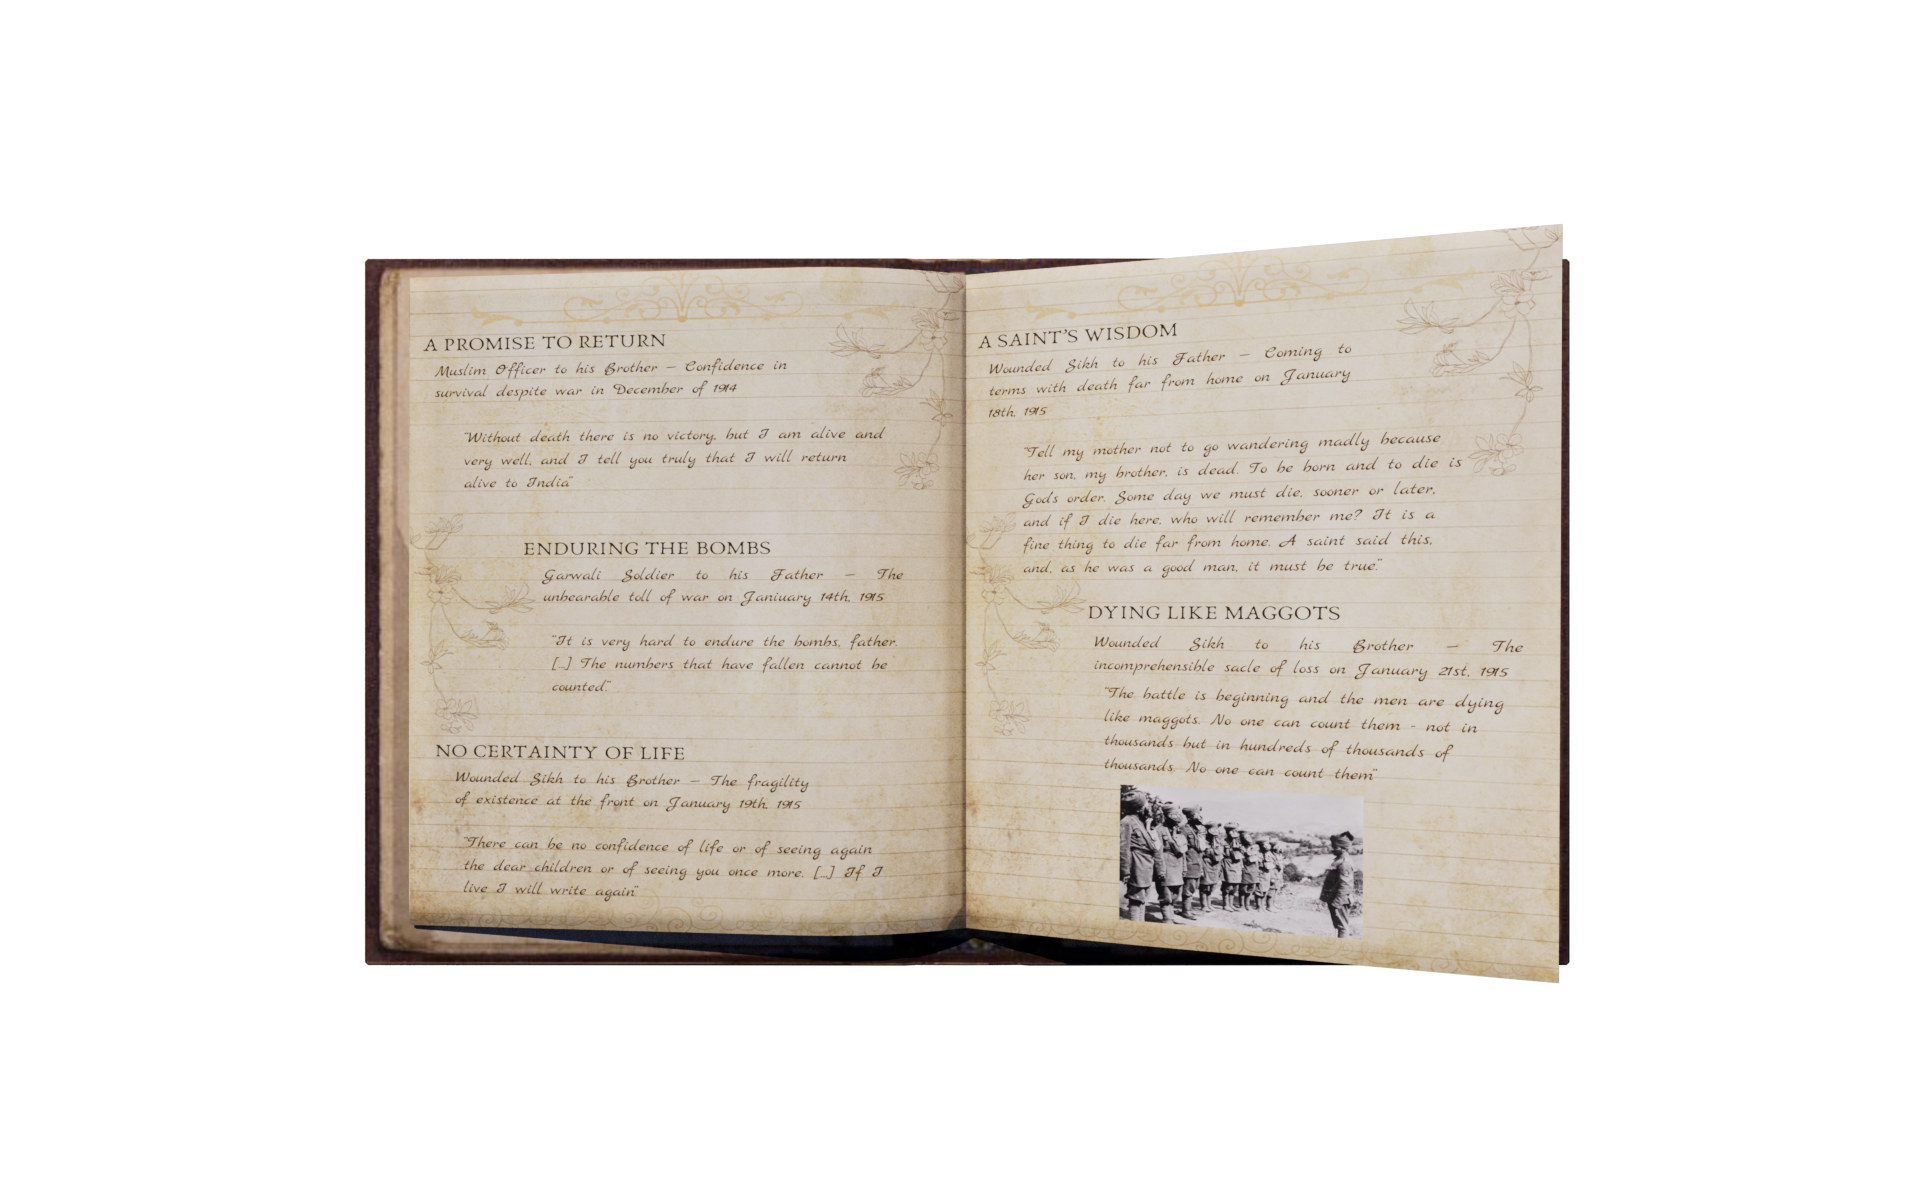 A PROMISE TO RETURN
Muslim Officer to his Brother – Confidence in
survival despite war in December of 1914
"Without death there is no victory, but I am alive and
very well, and I tell you truly that I will return
alive to India"
ENDURING THE BOMBS
Garwali Soldier to his Father – The
unbearable toll of war on Janiuary 14th, 1915
"It is very hard to endure the bombs, father.
[...] The numbers that have fallen cannot be
counted"
NO CERTAINTY OF LIFE
Wounded Sikh to his Brother – The fragility
of existence at the front on January 19th, 1915
"There can be no confidence of life or of seeing again
the dear children or of seeing you once more. [...] If I
live I will write again"
A SAINT'S WISDOM
Wounded Sikh to his Father – Coming to
terms with death far from home on January
18th, 1915
"Tell my mother not to go wandering madly because
her son, my brother, is dead. To be born and to die is
God's order. Some day we must die, sooner or later,
and if I die here, who will remember me? It is a
fine thing to die far from home. A saint said this,
and, as he was a good man, it must be true."
DYING LIKE MAGGOTS
Wounded Sikh to his Brother – The
incomprehensible sacle of loss on January 21st, 1915
"The battle is beginning and the men are dying
like maggots. No one can count them - not in
thousands but in hundreds of thousands of
thousands. No one can count them"